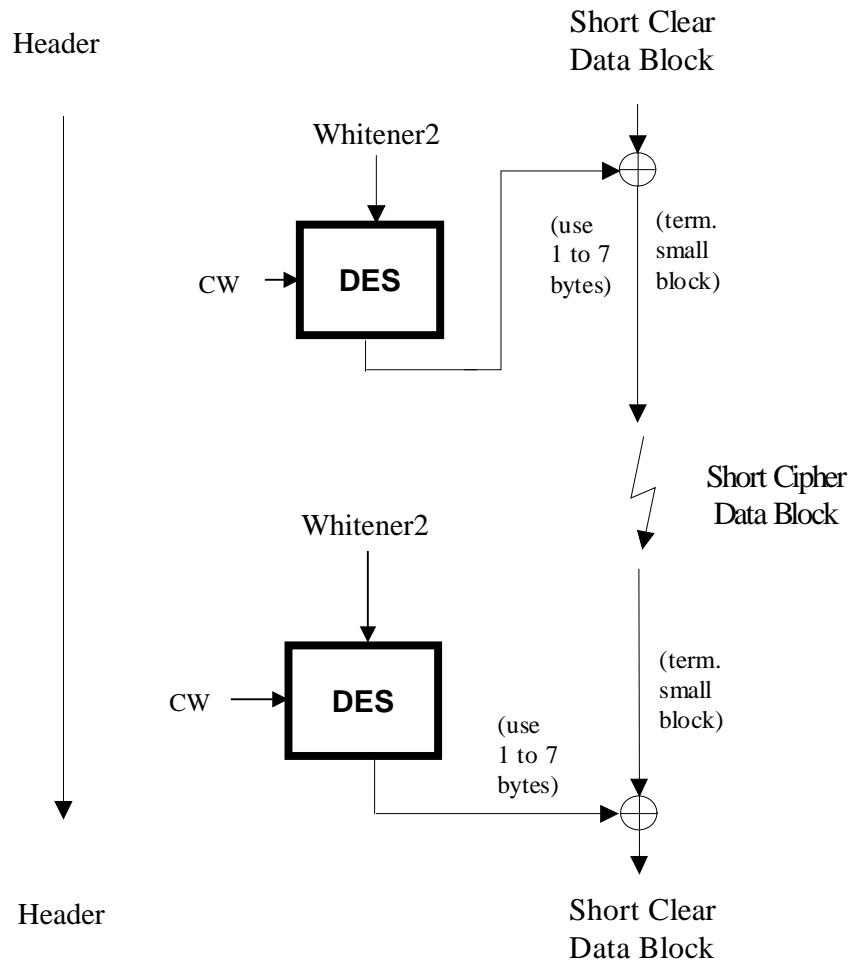 Header
Short Clear
Data Block
Whitener2
(use
1 to 7
bytes)
(term.
small
block)
CW
DES
Short Cipher
Data Block
Whitener2
(term.
small
block)
CW
DES
(use
1 to 7
bytes)
Header
Short Clear
Data Block